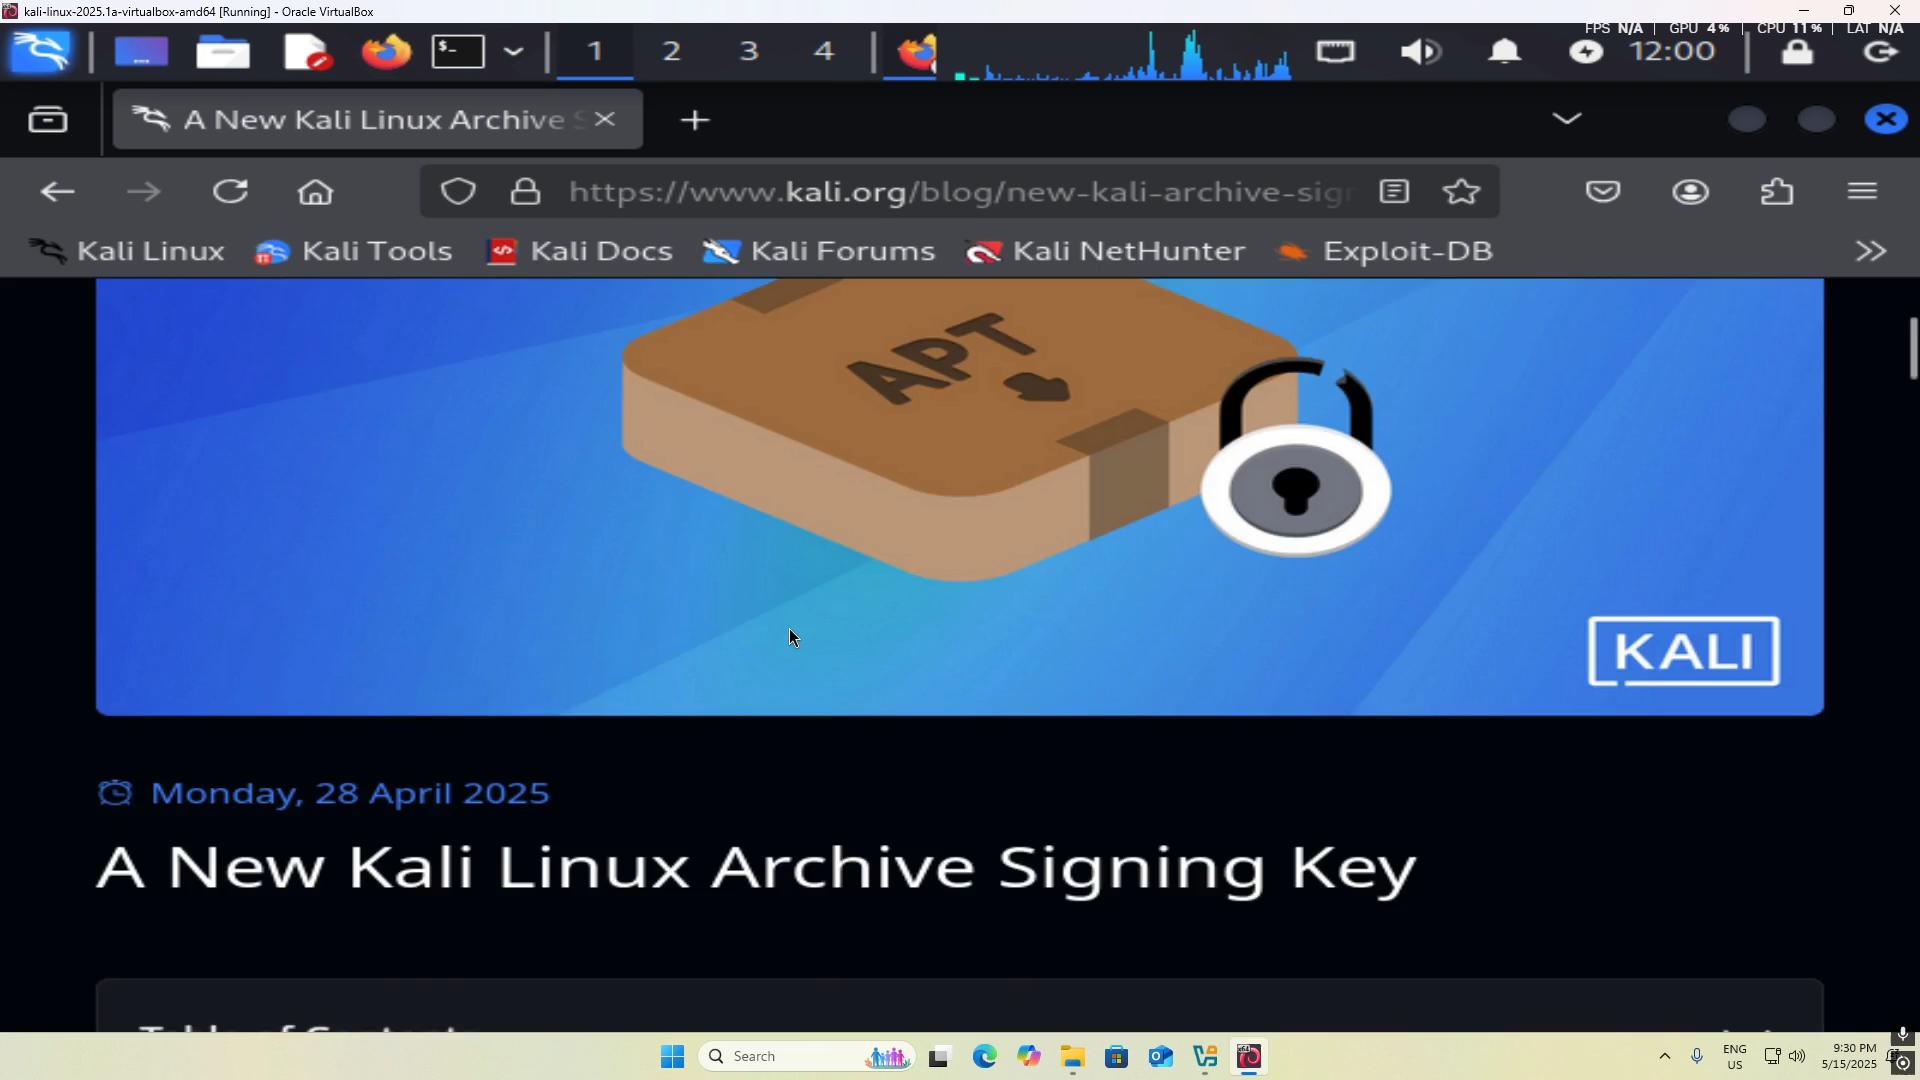 kali-linux-2025.1a-virtualbox-amd64 [Running] - Oracle VirtualBox
FPS N/A | GPU 4% | CPU 11% | LAT N/A
1 2 3 4
12:00
A New Kali Linux Archive S
https://www.kali.org/blog/new-kali-archive-sig
Kali Linux Kali Tools Kali Docs Kali Forums Kali NetHunter Exploit-DB
APT
KALI
Monday, 28 April 2025
A New Kali Linux Archive Signing Key
Table of Contents
Search
ENG
US
9:30 PM
5/15/2025